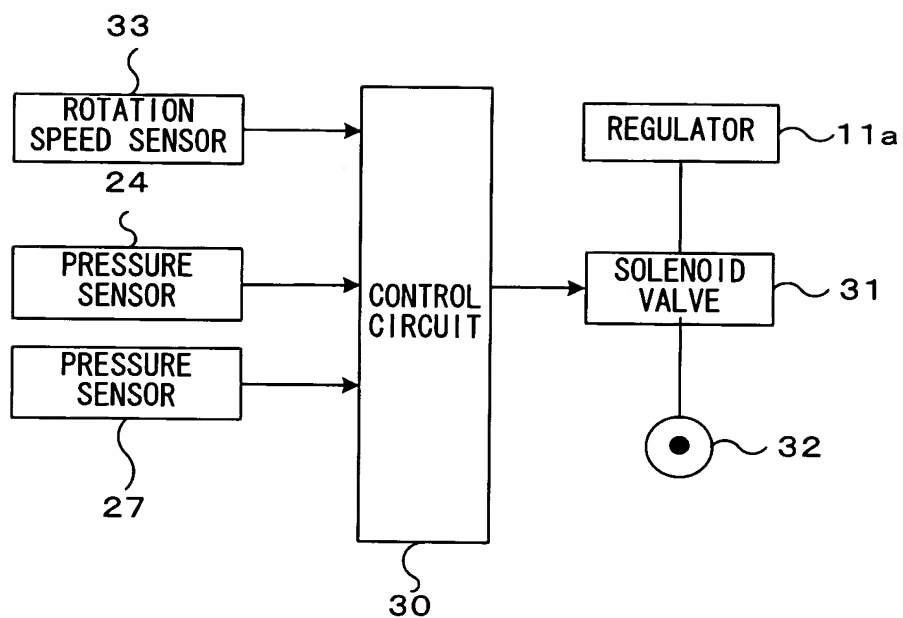 33
ROTATION
SPEED SENSOR
24
PRESSURE
SENSOR
PRESSURE
SENSOR
27
CONTROL
CIRCUIT
30
REGULATOR
11a
SOLENOID
VALVE
31
32